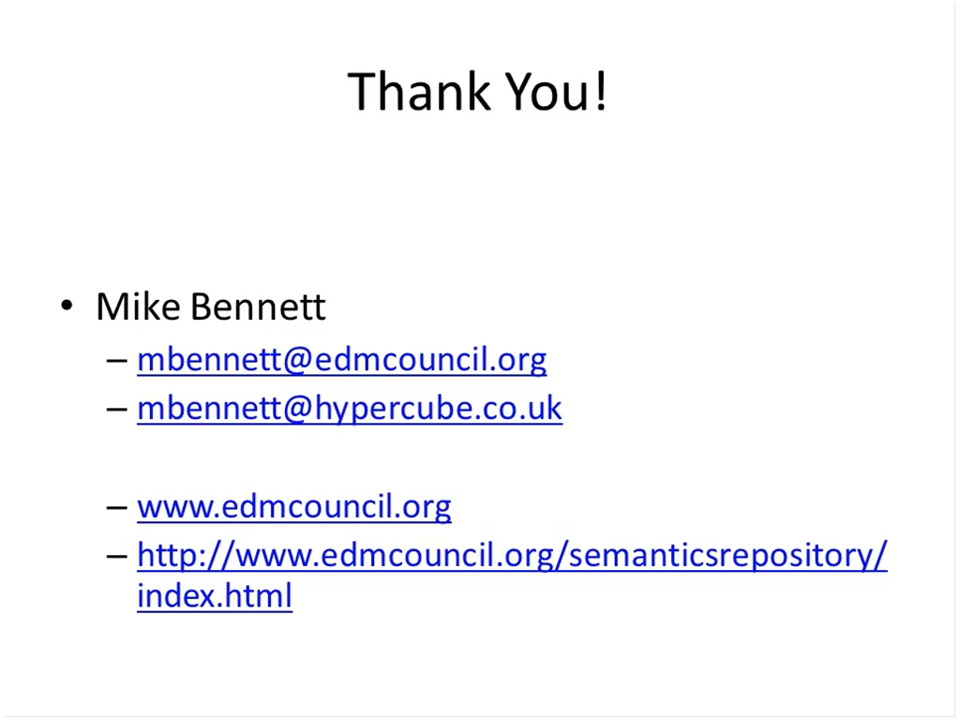 Thank You!
• Mike Bennett
– mbennett@edmcouncil.org
– mbennett@hypercube.co.uk
– www.edmcouncil.org
– http://www.edmcouncil.org/semanticsrepository/
index.html